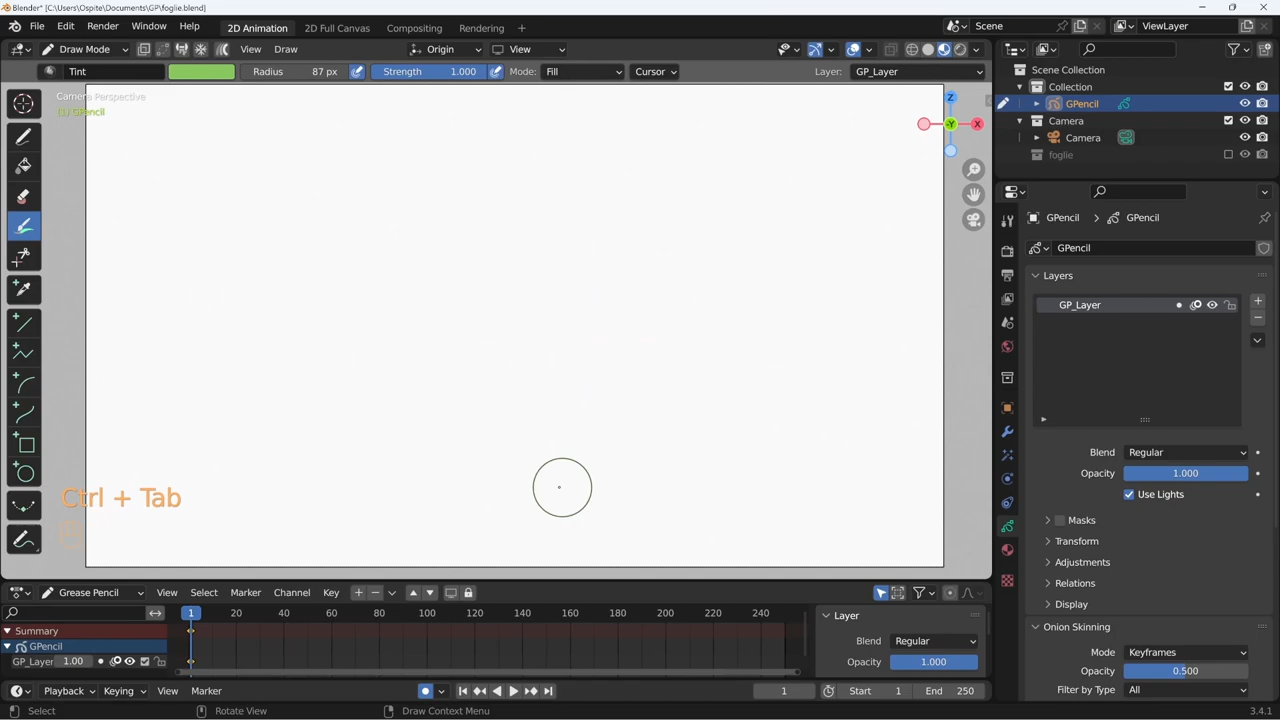 Blender* [C:\Users\Ospite\Documents\GP\foglie.blend]
File Edit Render Window Help 2D Animation 2D Full Canvas Compositing Rendering Scene ViewLayer
Draw Mode View Draw Origin View
Tint Radius 87 px Strength 1.000 Mode: Fill Cursor Layer: GP_Layer
Camera Perspective
(1) GPencil
Z
Y X
Ctrl + Tab
Scene Collection
Collection
GPencil
Camera
Camera
foglie
GPencil > GPencil
GPencil
Layers
GP_Layer
Blend Regular
Opacity 1.000
Use Lights
Masks
Transform
Adjustments
Relations
Display
Onion Skinning
Mode Keyframes
Opacity 0.500
Filter by Type All
Grease Pencil View Select Marker Channel Key
1 20 40 60 80 100 120 140 160 180 200 220 240
Summary
GPencil
GP_Layer 1.00
Layer
Blend Regular
Opacity 1.000
Playback Keying View Marker 1 Start 1 End 250
Select Rotate View Draw Context Menu 3.4.1